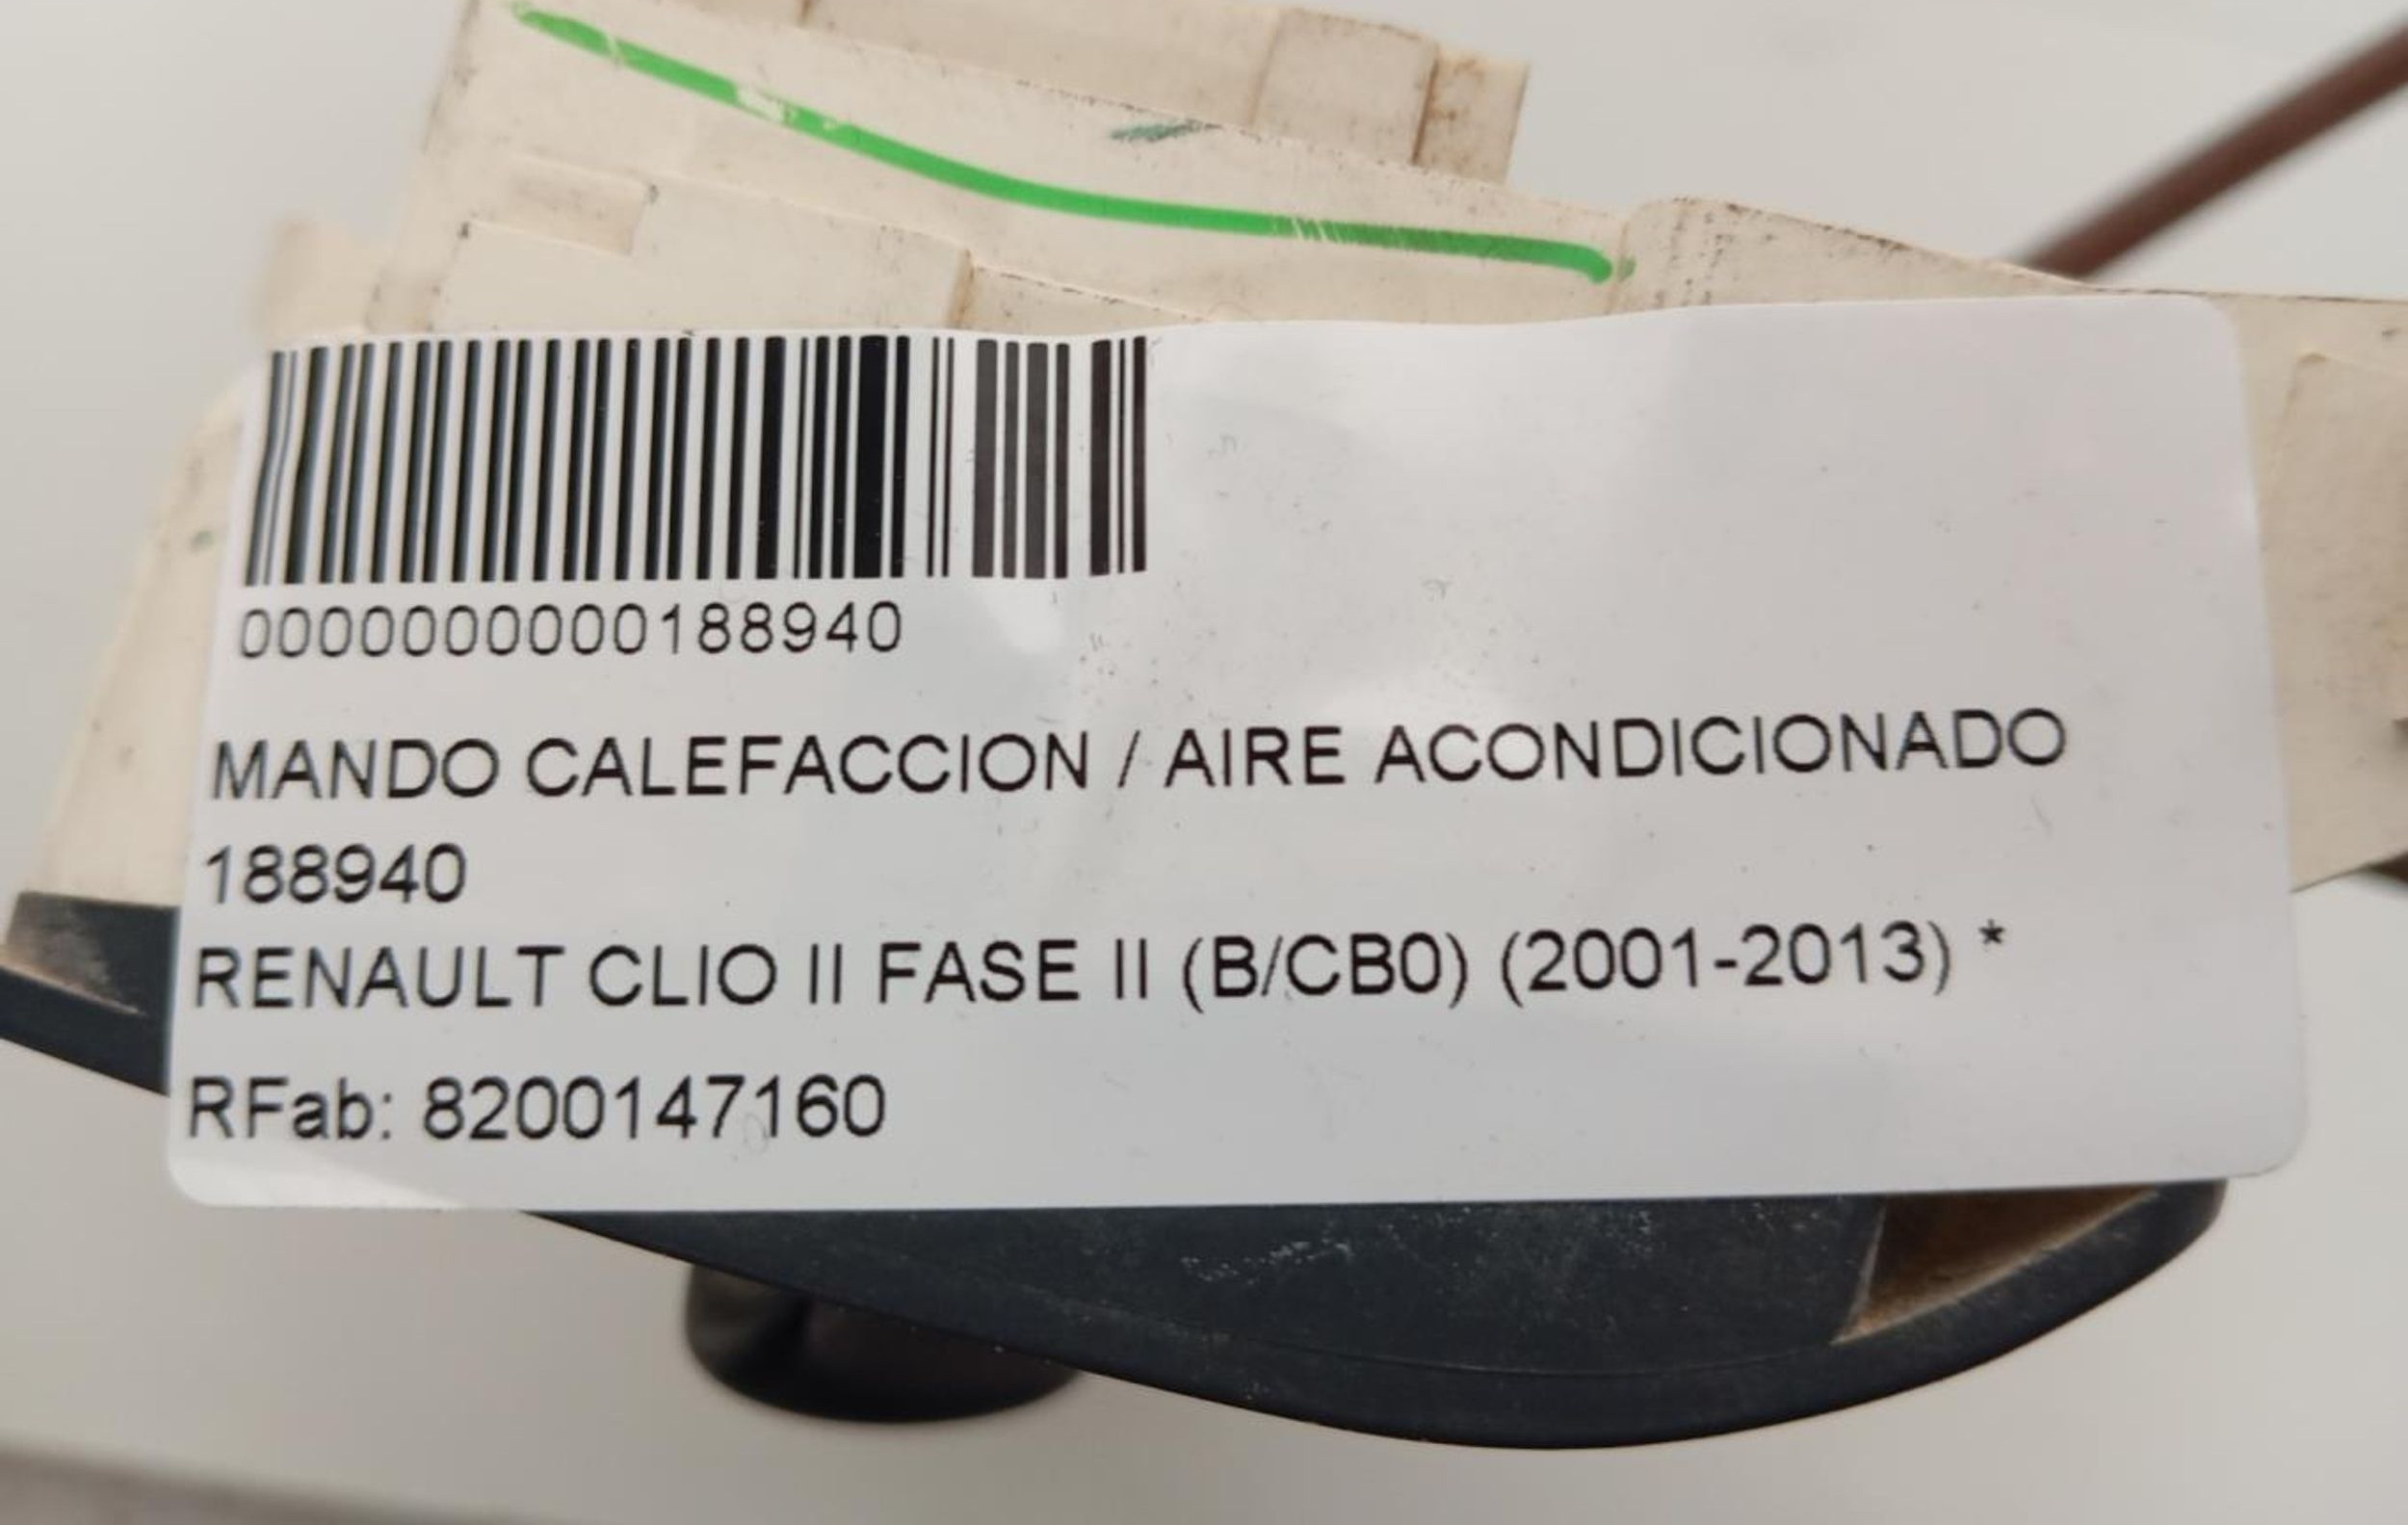 0000000000188940
MANDO CALEFACCION / AIRE ACONDICIONADO
188940
RENAULT CLIO II FASE II (B/CB0) (2001-2013) *
RFab: 8200147160